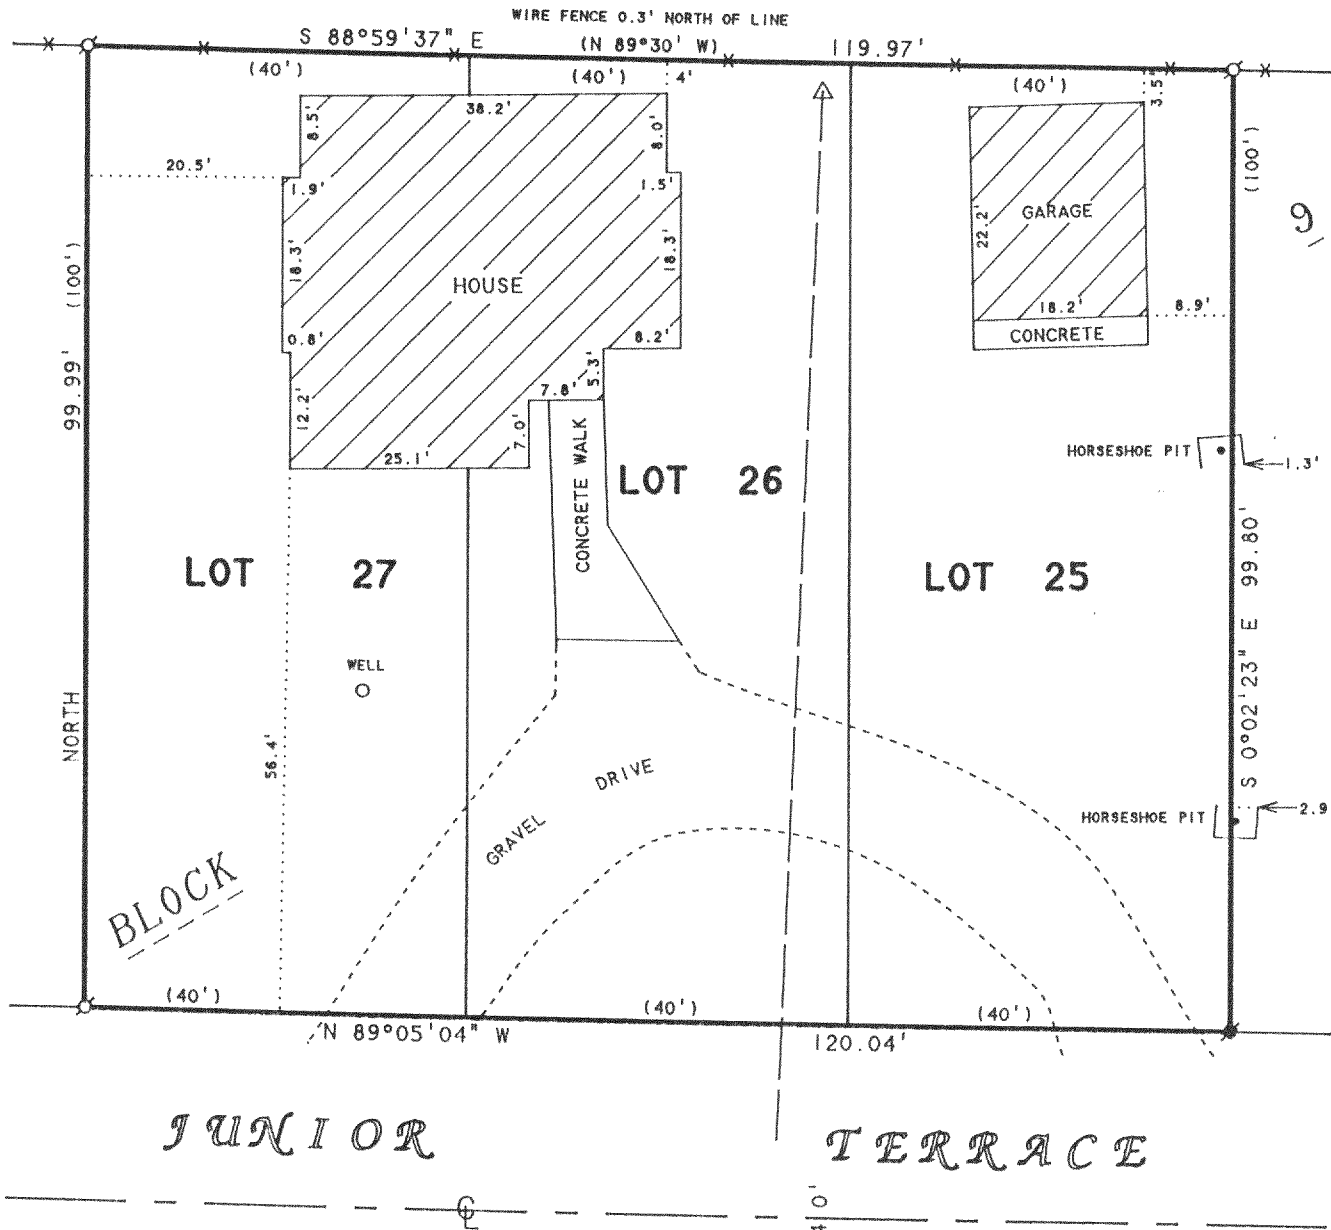 WIRE FENCE 0.3' NORTH OF LINE
S 88°59'37" E (N 89°30' W) 119.97'
(40') (40') 4' (40') 3.5'
38.2'
8.5' 8.0'
(100')
20.5'
1.9' 1.5'
GARAGE
22.2'
9
18.3' 18.3'
(100')
HOUSE
18.2' 8.9'
0.8' 8.2' CONCRETE
99.99'
5.3'
7.8'
12.2' 7.0'
25.1'
CONCRETE WALK
HORSESHOE PIT 1.3'
LOT 26
LOT 27
LOT 25
S 0°02'23" E 99.80'
WELL
NORTH
56.4'
GRAVEL DRIVE
HORSESHOE PIT 2.9
BLOCK
(40') (40') (40')
N 89°05'04" W 120.04'
JUNIOR TERRACE
CL